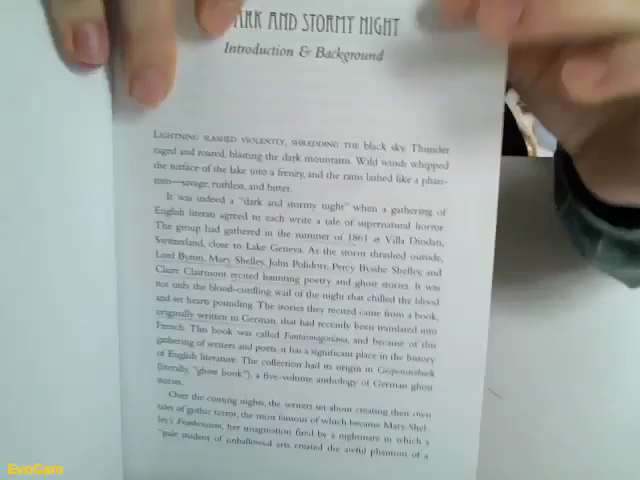 ARK AND STORMY NIGHT
Introduction & Background
LIGHTNING SLASHED VIOLENTLY, SHREDDING THE black sky. Thunder
raged and roared, blasting the dark mountains. Wild winds whipped
the surface of the lake into a frenzy, and the rains lashed like a phan-
tom—savage, ruthless, and bitter.
It was indeed a "dark and stormy night" when a gathering of
English literati agreed to each write a tale of supernatural horror
The group had gathered in the summer of 1861 at Villa Diodati,
Switzerland, close to Lake Geneva. As the storm thrashed outside,
Lord Byron, Mary Shelley, John Polidori, Percy Bysshe Shelley, and
Claire Clairmont recited haunting poetry and ghost stories. It was
not only the blood-curdling wail of the night that chilled the blood
and set hearts pounding. The stories they recited came from a book,
originally written in German, that had recently been translated into
French. This book was called Fantasmagoriana, and because of this
gathering of writers and poets, it has a significant place in the history
of English literature. The collection had its origin in Gespensterbuch
(literally, "ghost book"), a five-volume anthology of German ghost
stories.
Over the coming nights, the writers set about creating their own
tales of gothic terror, the most famous of which became Mary Shel-
ley's Frankenstein, her imagination fired by a nightmare in which a
"pale student of unhallowed arts created the awful phantom of a
EvoCam